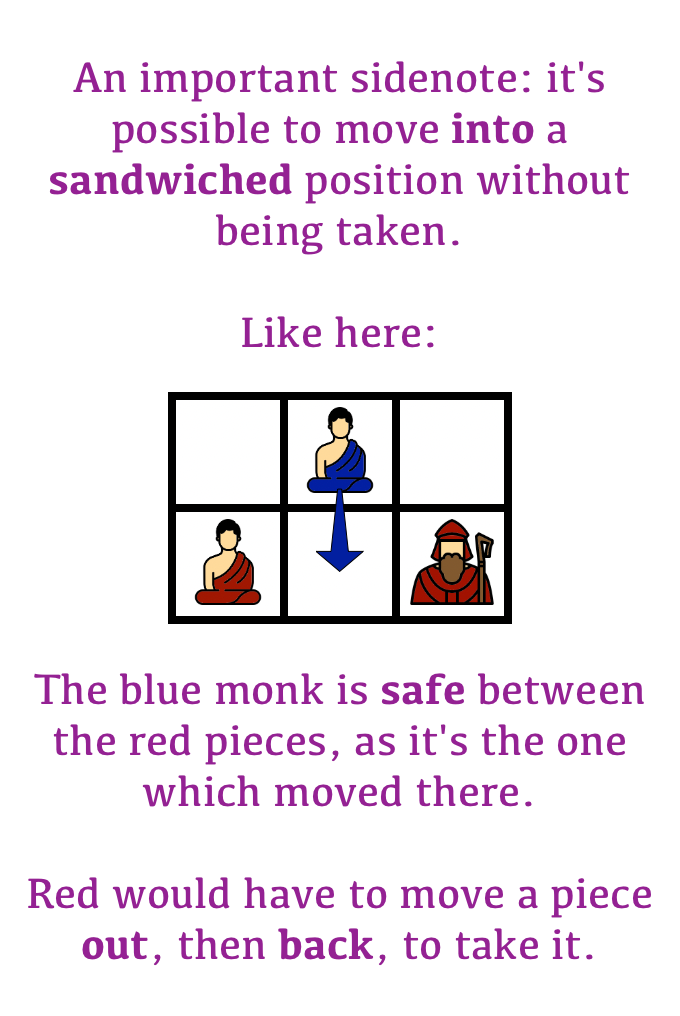 An important sidenote: it's
possible to move into a
sandwiched position without
being taken.
Like here:
The blue monk is safe between
the red pieces, as it's the one
which moved there.
Red would have to move a piece
out, then back, to take it.